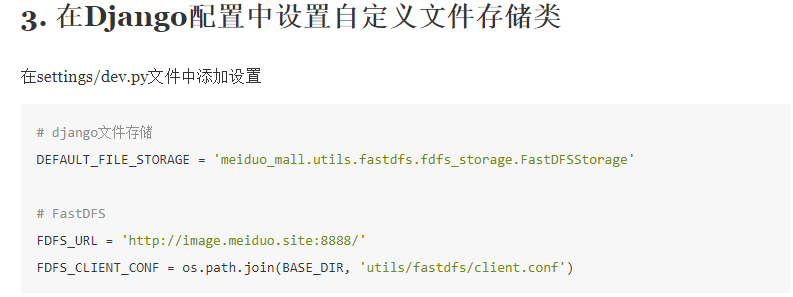 3. 在Django配置中设置自定义文件存储类
在settings/dev.py文件中添加设置
# django文件存储
DEFAULT_FILE_STORAGE = 'meiduo_mall.utils.fastdfs.fdfs_storage.FastDFSStorage'
# FastDFS
FDFS_URL = 'http://image.meiduo.site:8888/'
FDFS_CLIENT_CONF = os.path.join(BASE_DIR, 'utils/fastdfs/client.conf')